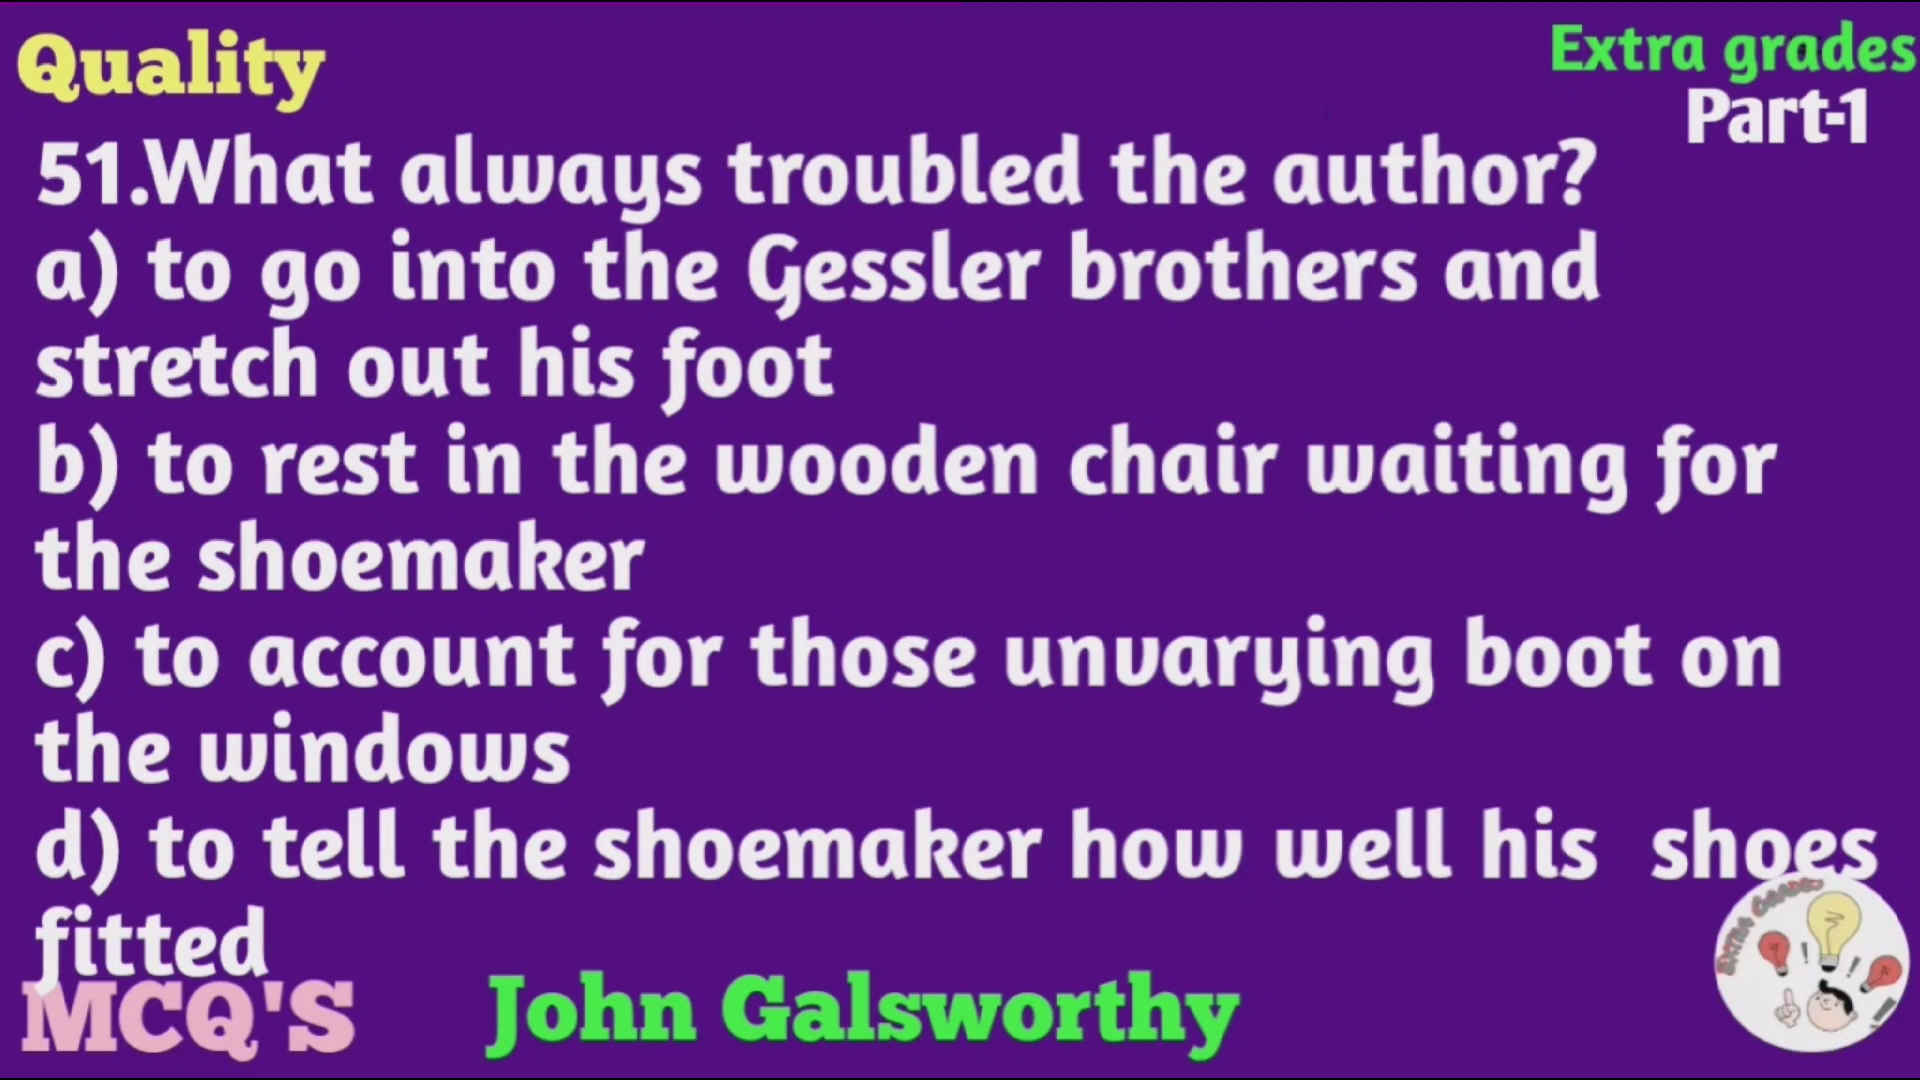 Quality
Extra grades
Part-1
51.What always troubled the author?
a) to go into the Gessler brothers and
stretch out his foot
b) to rest in the wooden chair waiting for
the shoemaker
c) to account for those unvarying boot on
the windows
d) to tell the shoemaker how well his shoes
fitted
MCQ'S
John Galsworthy
EXTRA GRADES